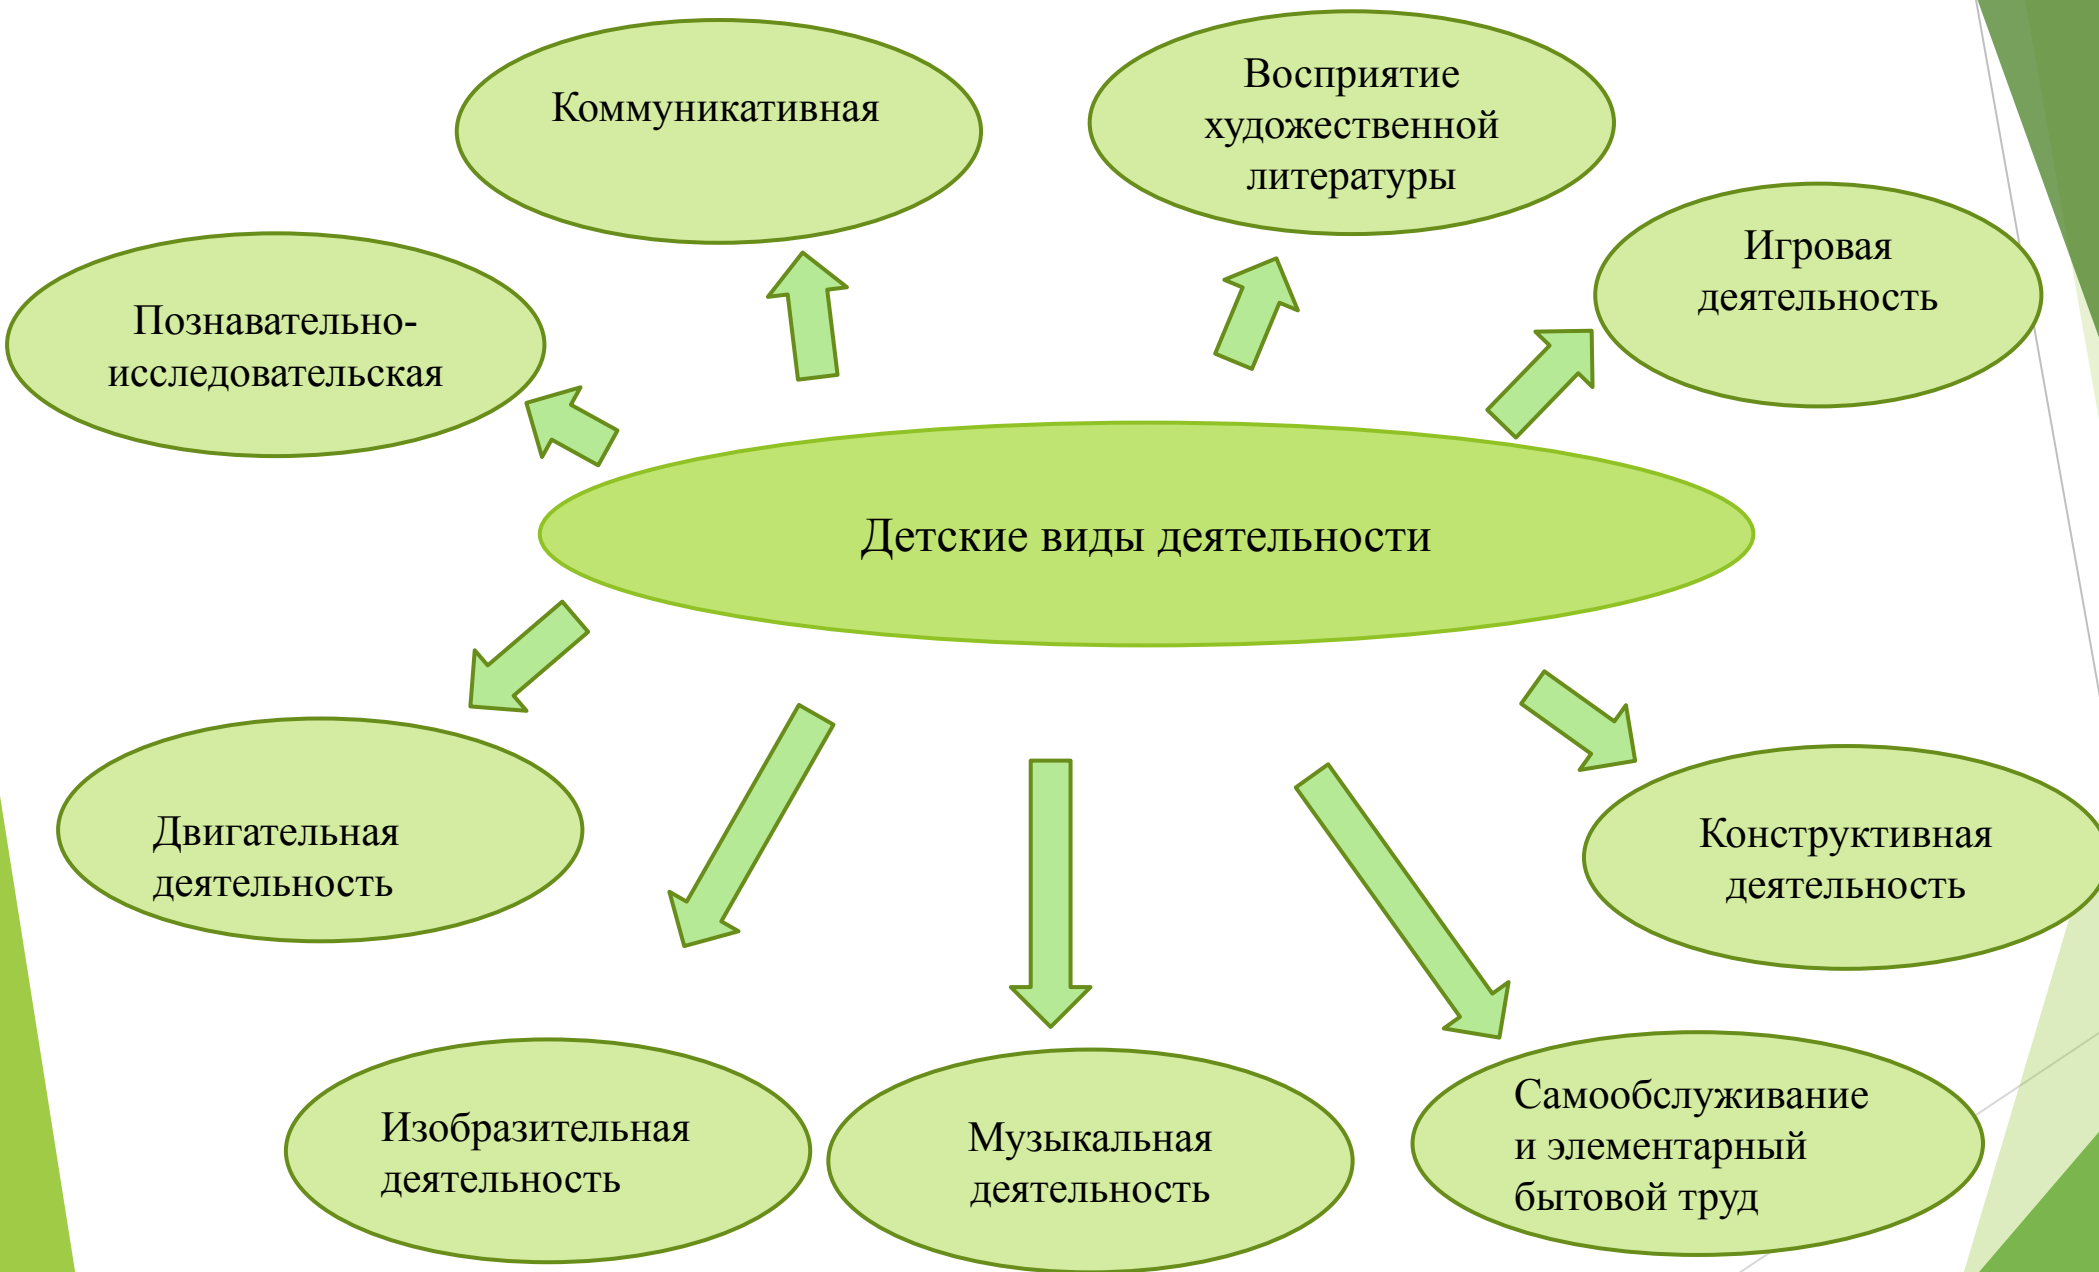 Коммуникативная
Восприятие
художественной
литературы
Игровая
деятельность
Познавательно-
исследовательская
Детские виды деятельности
Двигательная
деятельность
Конструктивная
деятельность
Изобразительная
деятельность
Музыкальная
деятельность
Самообслуживание
и элементарный
бытовой труд